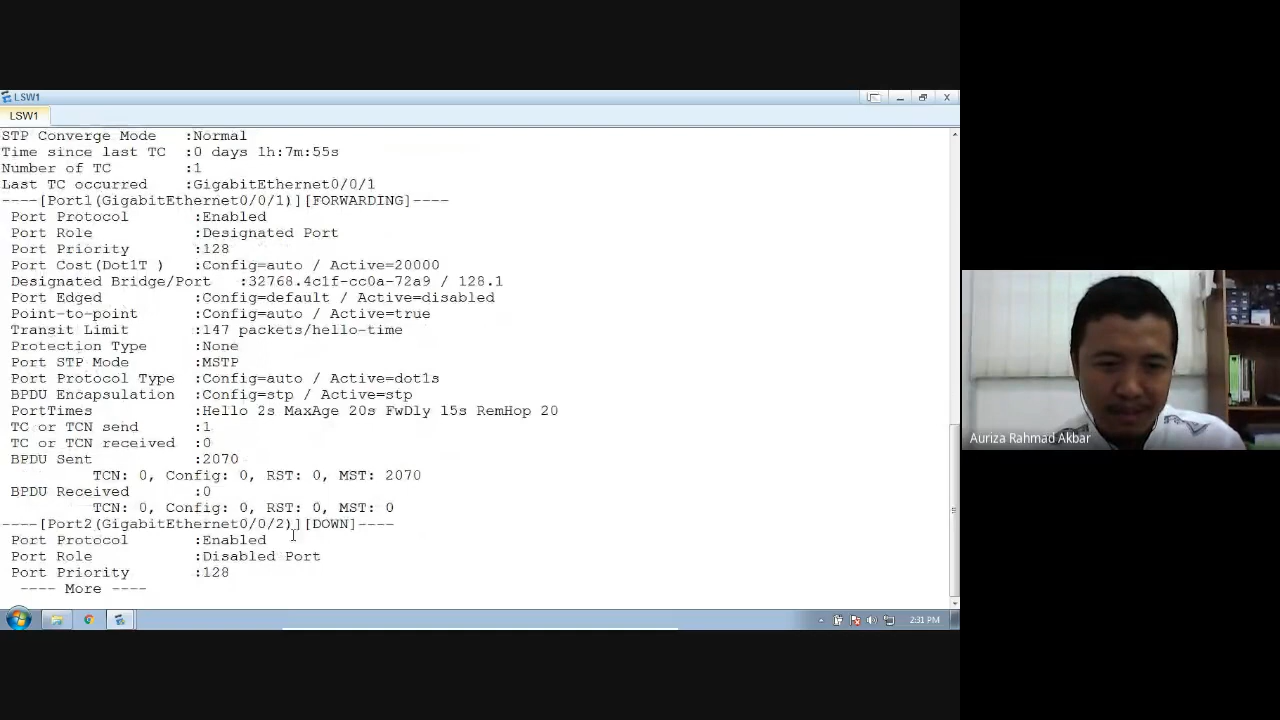 LSW1
LSW1
STP Converge Mode :Normal
Time since last TC :0 days 1h:7m:55s
Number of TC :1
Last TC occurred :GigabitEthernet0/0/1
----[Port1(GigabitEthernet0/0/1)][FORWARDING]----
Port Protocol :Enabled
Port Role :Designated Port
Port Priority :128
Port Cost(Dot1T ) :Config=auto / Active=20000
Designated Bridge/Port :32768.4c1f-cc0a-72a9 / 128.1
Port Edged :Config=default / Active=disabled
Point-to-point :Config=auto / Active=true
Transit Limit :147 packets/hello-time
Protection Type :None
Port STP Mode :MSTP
Port Protocol Type :Config=auto / Active=dot1s
BPDU Encapsulation :Config=stp / Active=stp
PortTimes :Hello 2s MaxAge 20s FwDly 15s RemHop 20
TC or TCN send :1
TC or TCN received :0
BPDU Sent :2070
TCN: 0, Config: 0, RST: 0, MST: 2070
BPDU Received :0
TCN: 0, Config: 0, RST: 0, MST: 0
----[Port2(GigabitEthernet0/0/2)][DOWN]----
Port Protocol :Enabled
Port Role :Disabled Port
Port Priority :128
---- More ----
2:31 PM
Auriza Rahmad Akbar